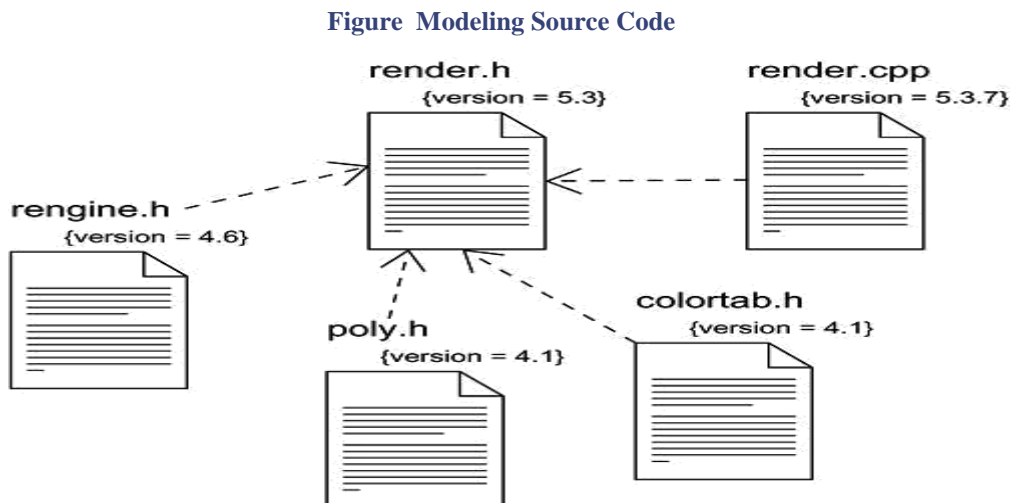 Figure  Modeling Source Code
render.h
{version = 5.3}
render.cpp
{version = 5.3.7}
rengine.h
{version = 4.6}
poly.h
{version = 4.1}
colortab.h
{version = 4.1}